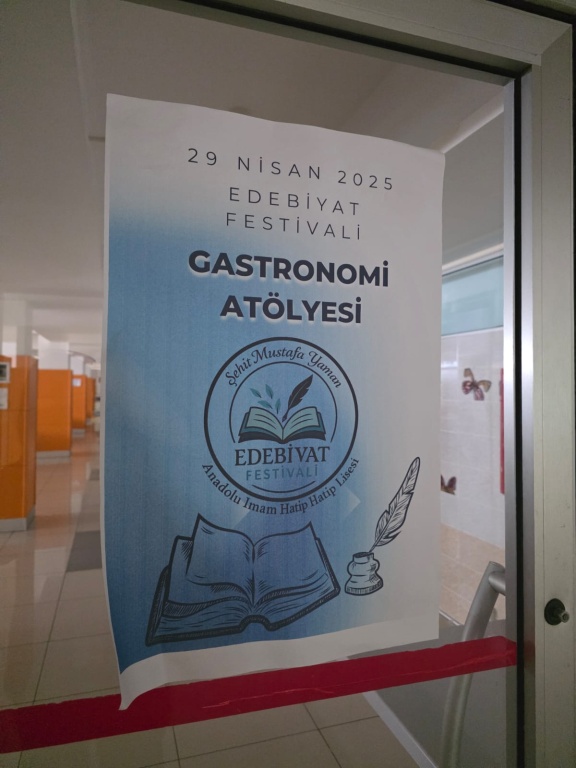 29 NİSAN 2025
EDEBİYAT
FESTİVALİ
GASTRONOMİ
ATÖLYESİ
Şehit Mustafa Yaman
EDEBİYAT
FESTİVALİ
Anadolu İmam Hatip Hatip Lisesi